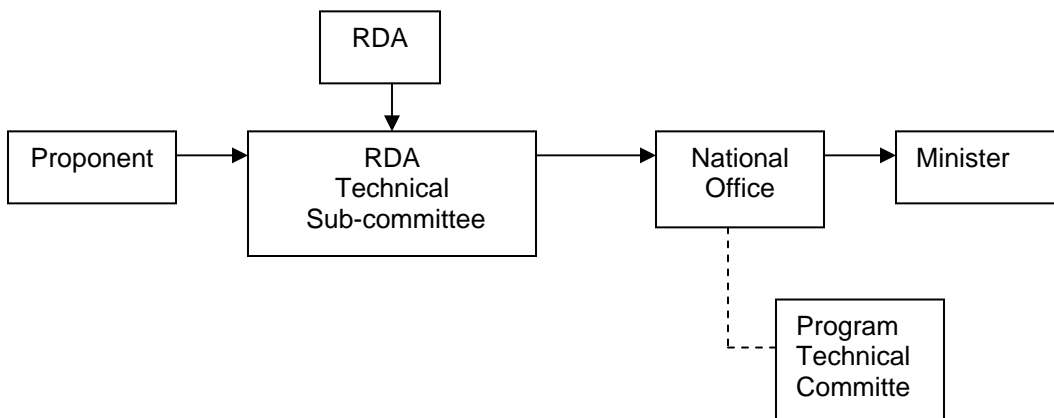 RDA
Proponent
RDA
Technical
Sub-committee
National
Office
Minister
Program
Technical
Committe